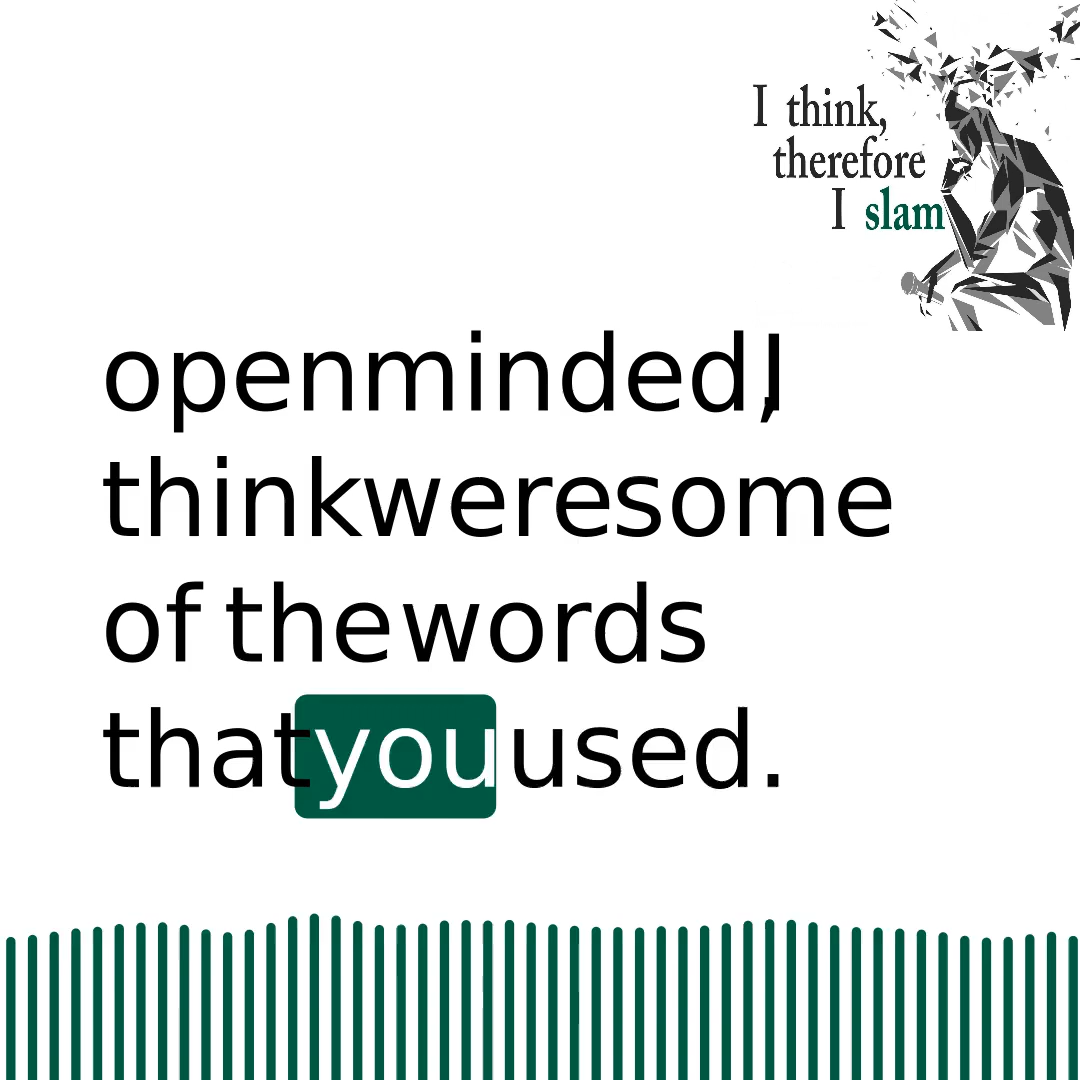 I think,
therefore
I slam
openminded, I
thinkweresome
of thewords
thatyouused.